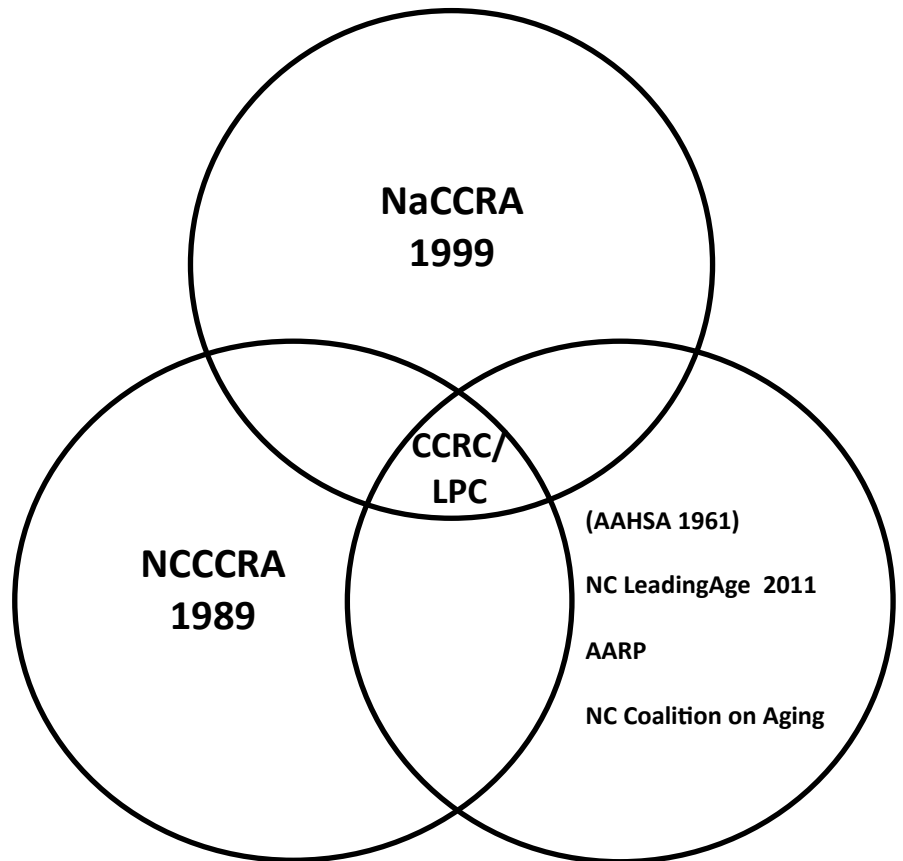 NaCCRA
1999
CCRC/
LPC
NCCCRA
1989
(AAHSA 1961)
NC LeadingAge 2011
AARP
NC Coalition on Aging